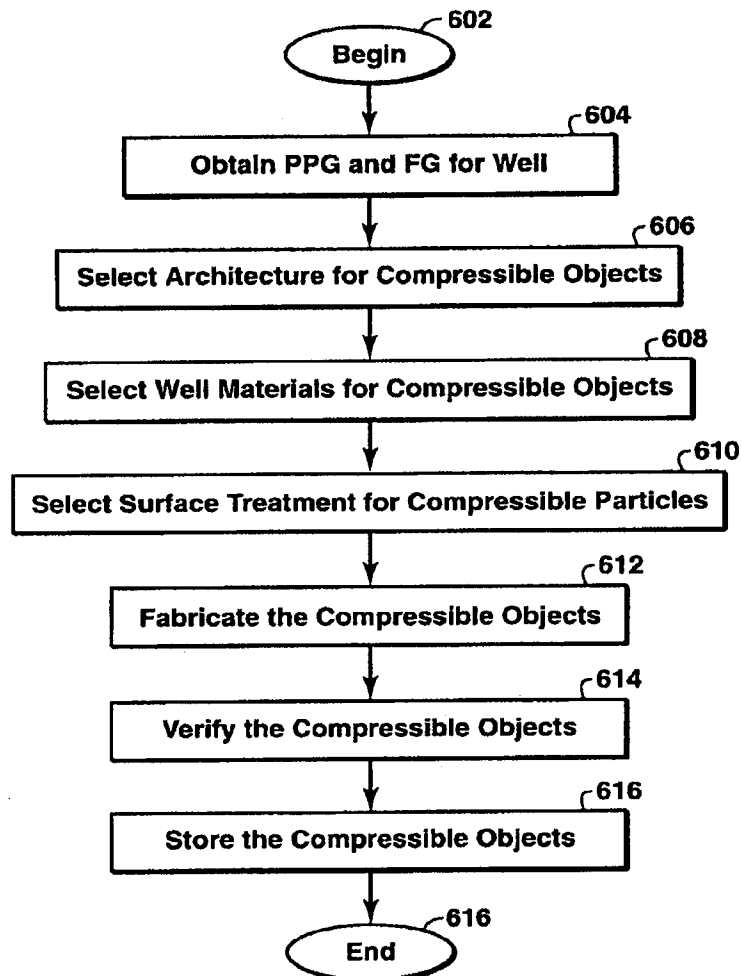 602
Begin
604
Obtain PPG and FG for Well
606
Select Architecture for Compressible Objects
608
Select Well Materials for Compressible Objects
610
Select Surface Treatment for Compressible Particles
612
Fabricate the Compressible Objects
614
Verify the Compressible Objects
616
Store the Compressible Objects
616
End